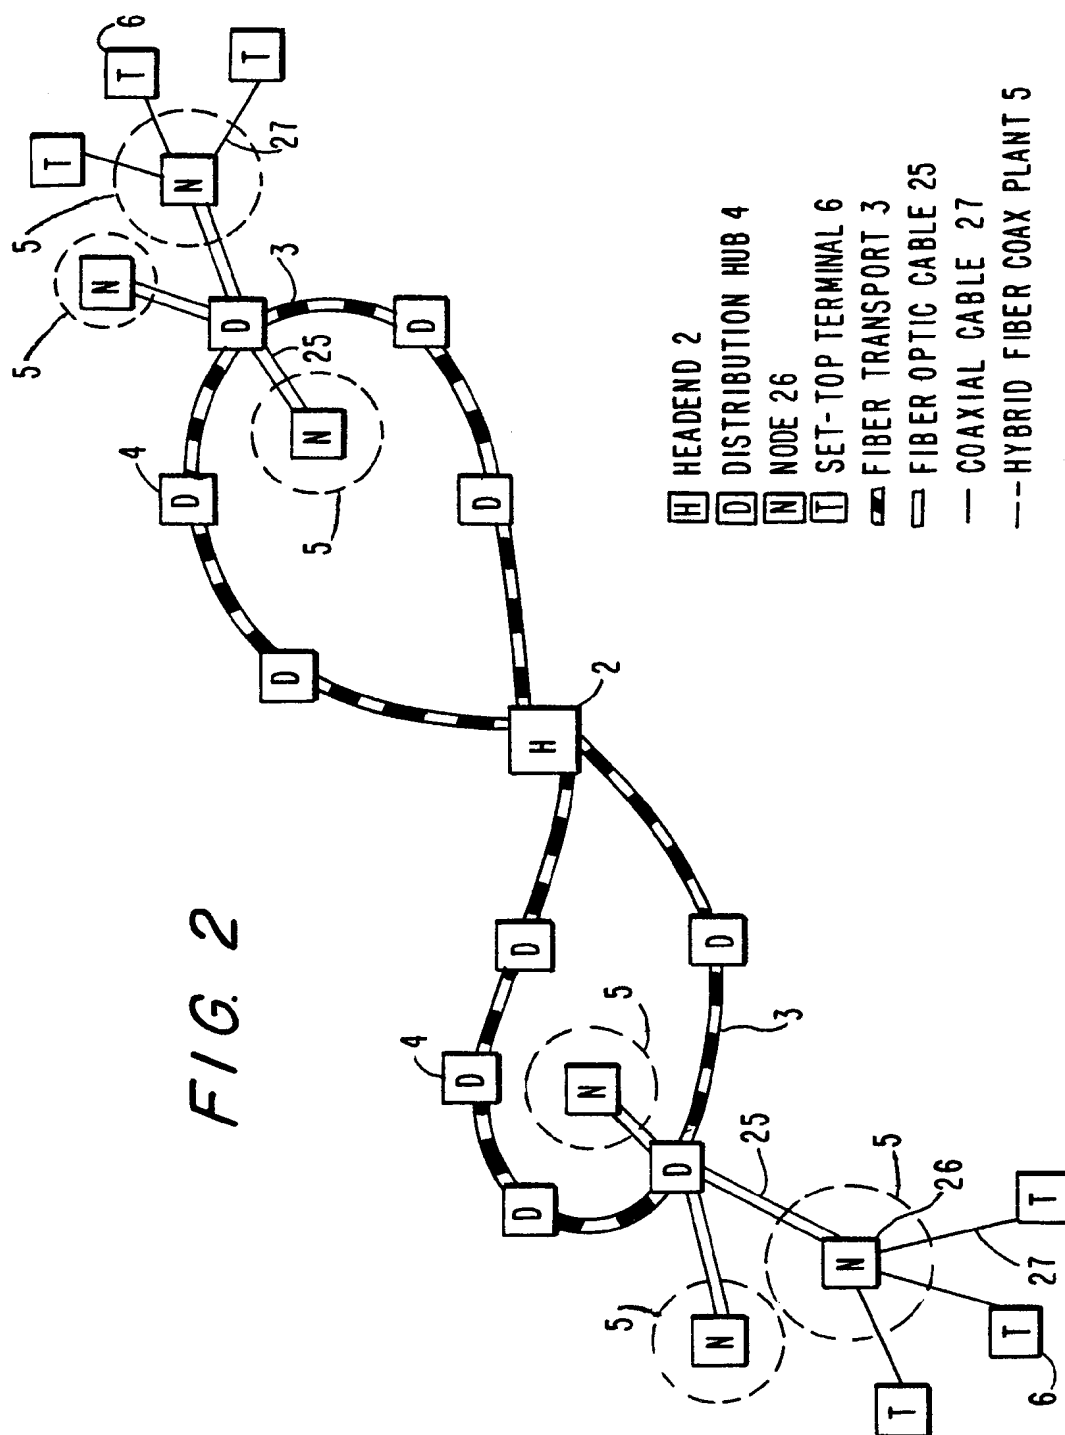 FIG. 2
6
T
T
T
5
N
27
5
N
5
D
3
25
N
5
D
4
D
D
D
H
2
D
D
4
D
D
D
3
N
5
N
5
25
N
5
26
27
T
T
6
T
H HEADEND 2
D DISTRIBUTION HUB 4
N NODE 26
T SET-TOP TERMINAL 6
FIBER TRANSPORT 3
FIBER OPTIC CABLE 25
COAXIAL CABLE 27
HYBRID FIBER COAX PLANT 5